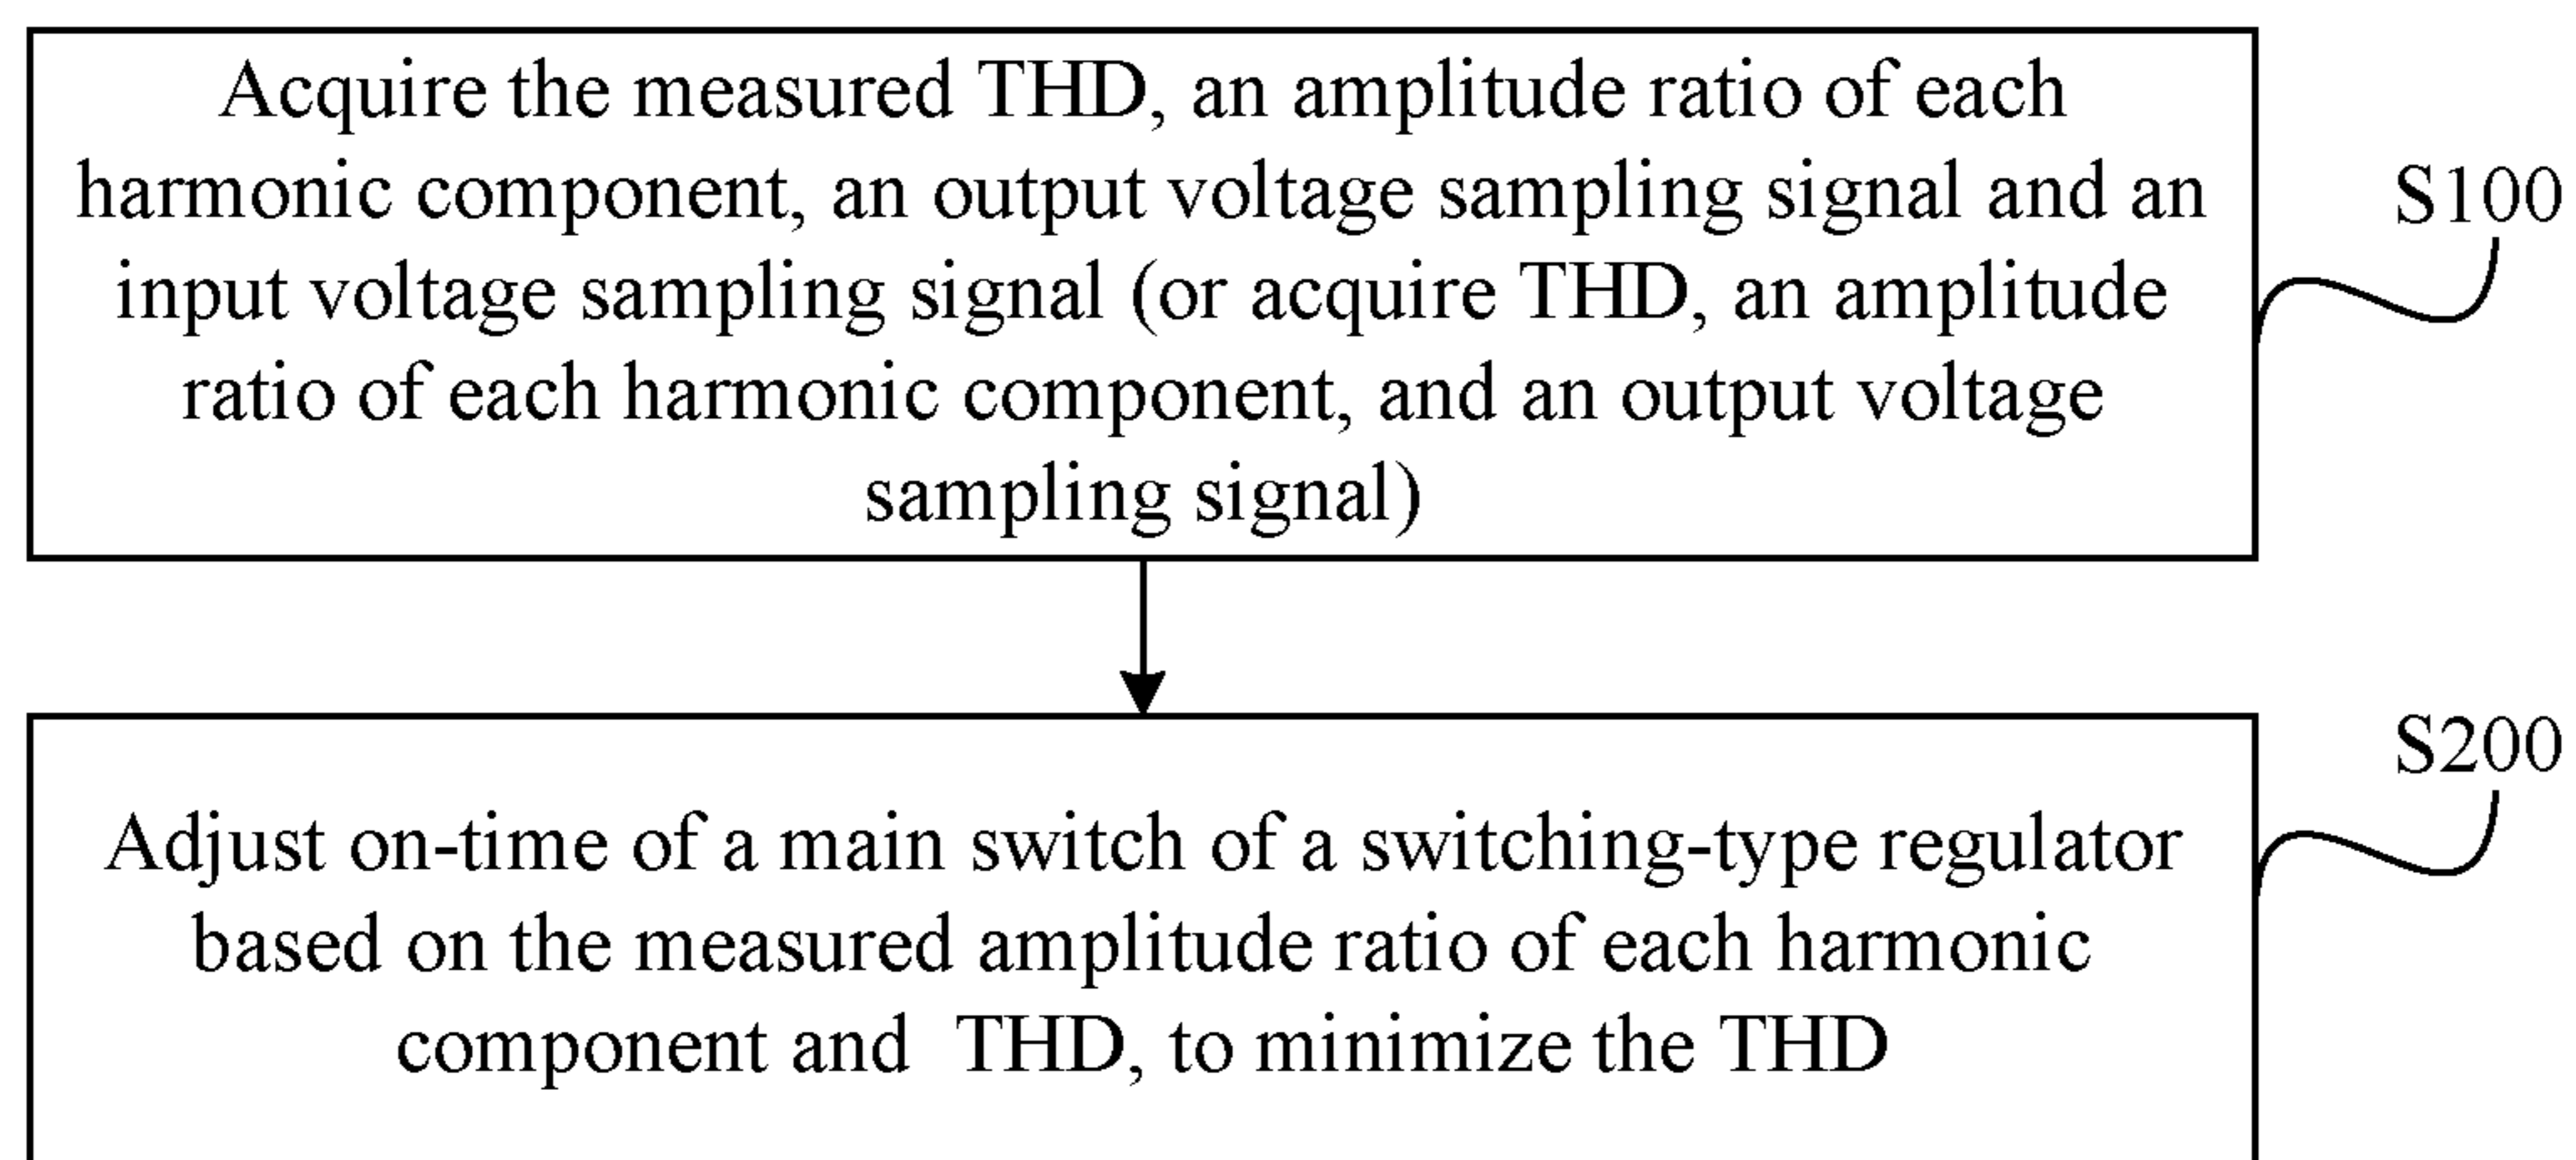 Acquire the measured THD, an amplitude ratio of each
harmonic component, an output voltage sampling signal and an
input voltage sampling signal (or acquire THD, an amplitude
ratio of each harmonic component, and an output voltage
sampling signal)
S100
Adjust on-time of a main switch of a switching-type regulator
based on the measured amplitude ratio of each harmonic
component and THD, to minimize the THD
S200